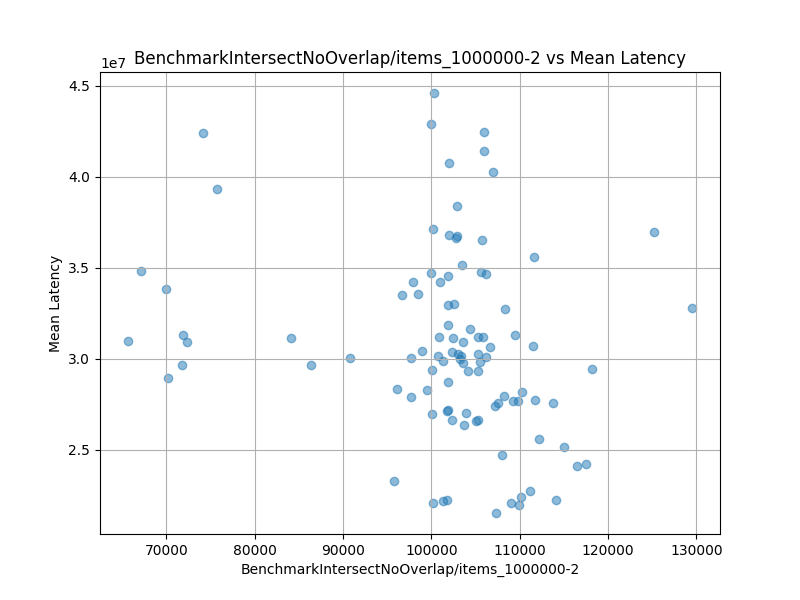 BenchmarkIntersectNoOverlap/items_1000000-2 vs Mean Latency
1e7
4.5
4.0
3.5
3.0
2.5
Mean Latency
70000 80000 90000 100000 110000 120000 130000
BenchmarkIntersectNoOverlap/items_1000000-2